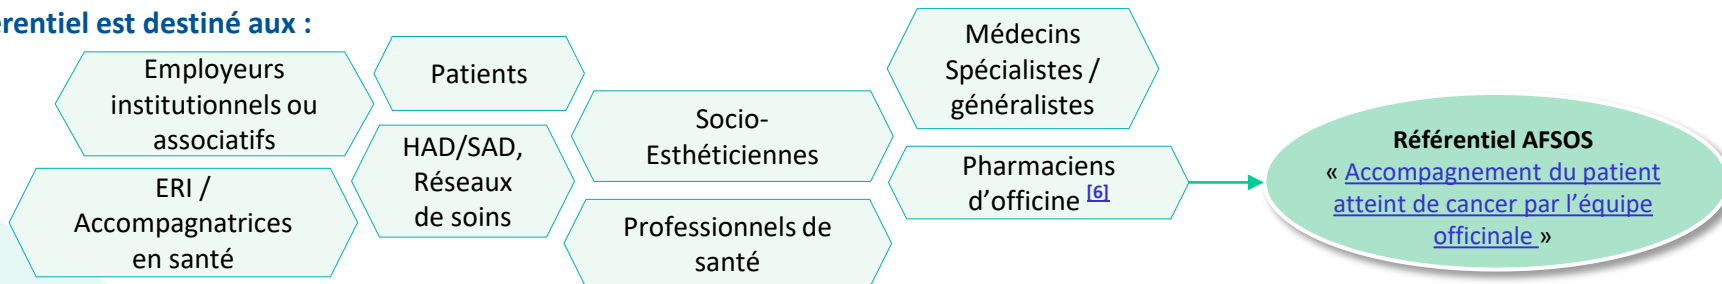 érentiel est destiné aux :
Employeurs
institutionnels ou
associatifs
Patients
Médecins
Spécialistes /
généralistes
ERI /
Accompagnatrices
en santé
HAD/SAD,
Réseaux
de soins
Socio-
Esthéticiennes
Professionnels de
santé
Pharmaciens
d’officine [6]
Référentiel AFSOS
« Accompagnement du patient
atteint de cancer par l’équipe
officinale »